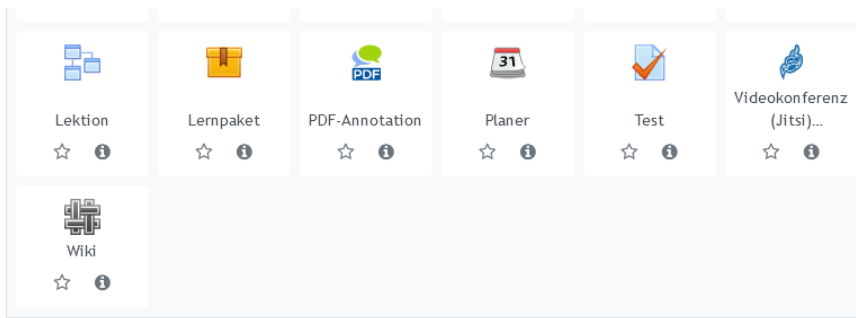 PDF
31
Lektion
Lernpaket
PDF-Annotation
Planer
Test
Videokonferenz
(Jitsi)...
Wiki